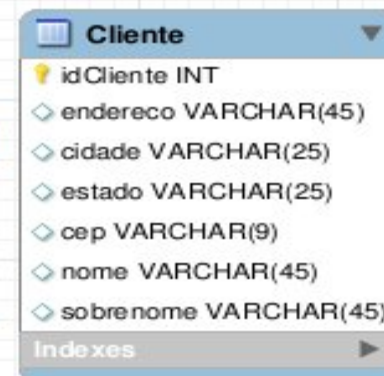 Cliente
idCliente INT
endereco VARCHAR(45)
cidade VARCHAR(25)
estado VARCHAR(25)
cep VARCHAR(9)
nome VARCHAR(45)
sobrenome VARCHAR(45)
Indexes